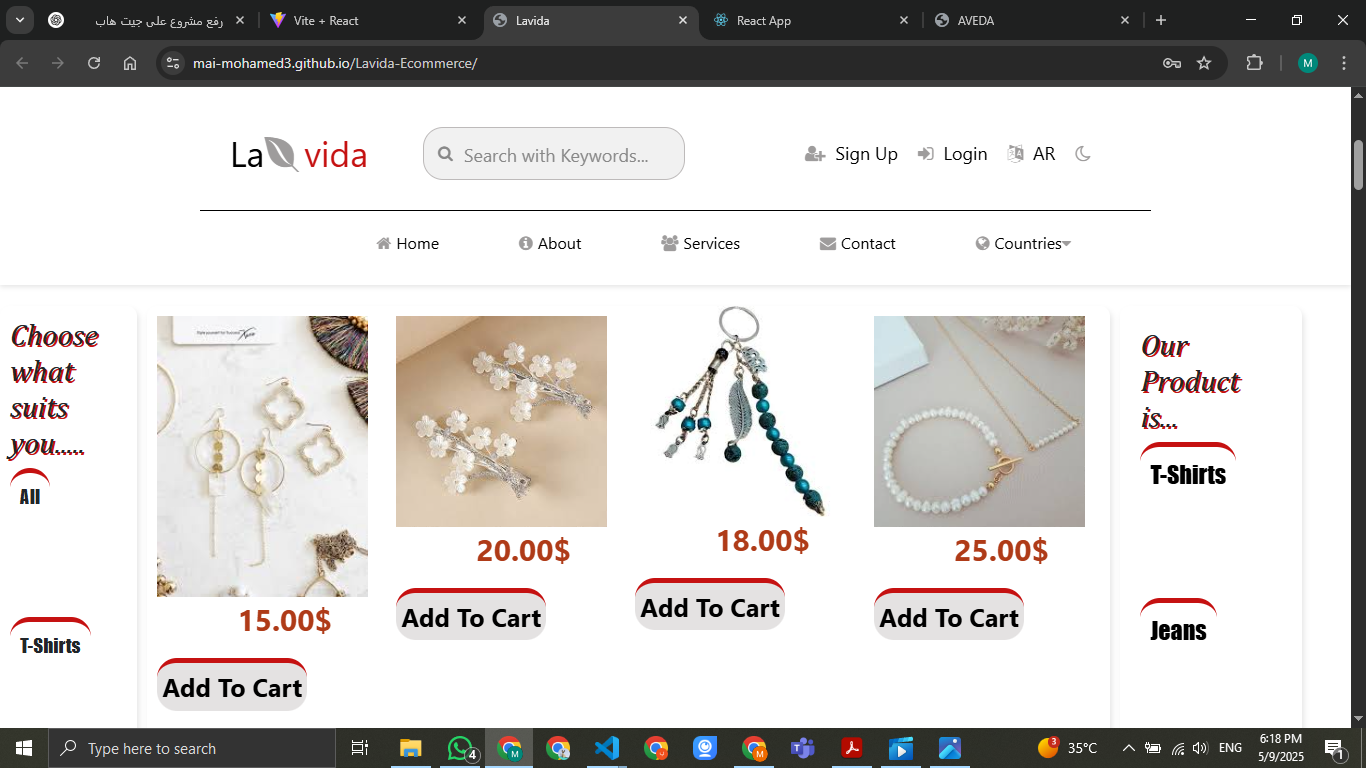 رفع مشروع على جيت هاب
Vite + React
Lavida
React App
AVEDA
mai-mohamed3.github.io/Lavida-Ecommerce/
M
La vida
Search with Keywords...
Sign Up
Login
AR
Home
About
Services
Contact
Countries
Choose
what
suits
you.....
All
T-Shirts
15.00$
Add To Cart
20.00$
Add To Cart
18.00$
Add To Cart
25.00$
Add To Cart
Our
Product
is...
T-Shirts
Jeans
Type here to search
4
M
3
35°C
ENG
6:18 PM
5/9/2025
1